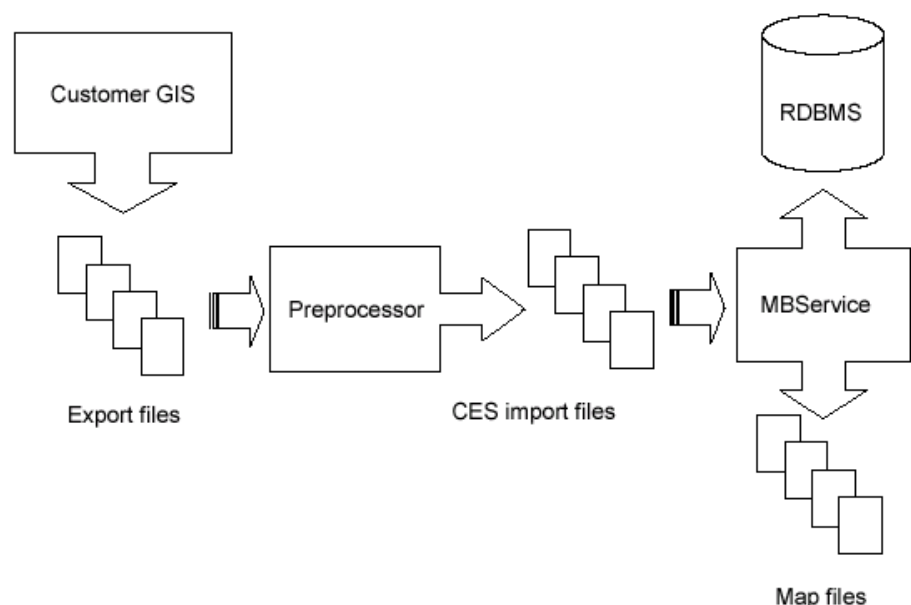 Customer GIS
RDBMS
Preprocessor
MBService
Export files
CES import files
Map files